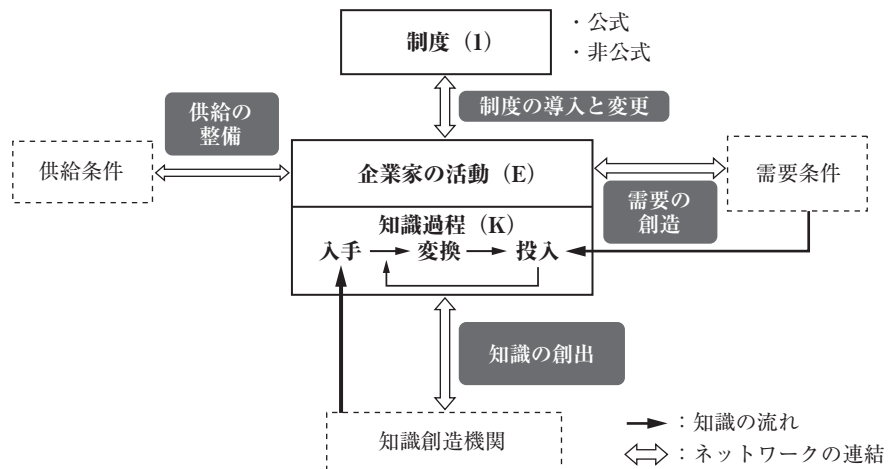 制度（1）
・公式
・非公式
制度の導入と変更
供給の
整備
供給条件
企業家の活動（E）
需要条件
需要の
創造
知識過程（K）
入手
変換
投入
知識の創出
知識創造機関
：知識の流れ
：ネットワークの連結